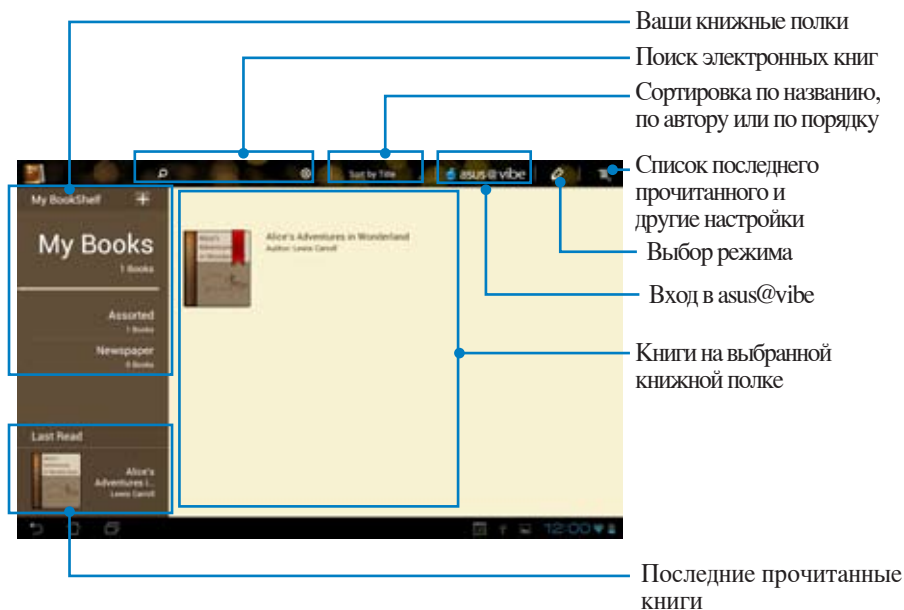 Ваши книжные полки
Поиск электронных книг
Сортировка по названию,
по автору или по порядку
Список последнего
прочитанного и
другие настройки
Выбор режима
Вход в asus@vibe
Книги на выбранной
книжной полке
Последние прочитанные
книги
Sort by Title
asus@vibe
My BookShelf
My Books
1 Books
Assorted
1 Books
Newspaper
0 Books
Last Read
Alice's
Adventures i...
Lewis Carroll
Alice's Adventures in Wonderland
Author: Lewis Carroll
12:00